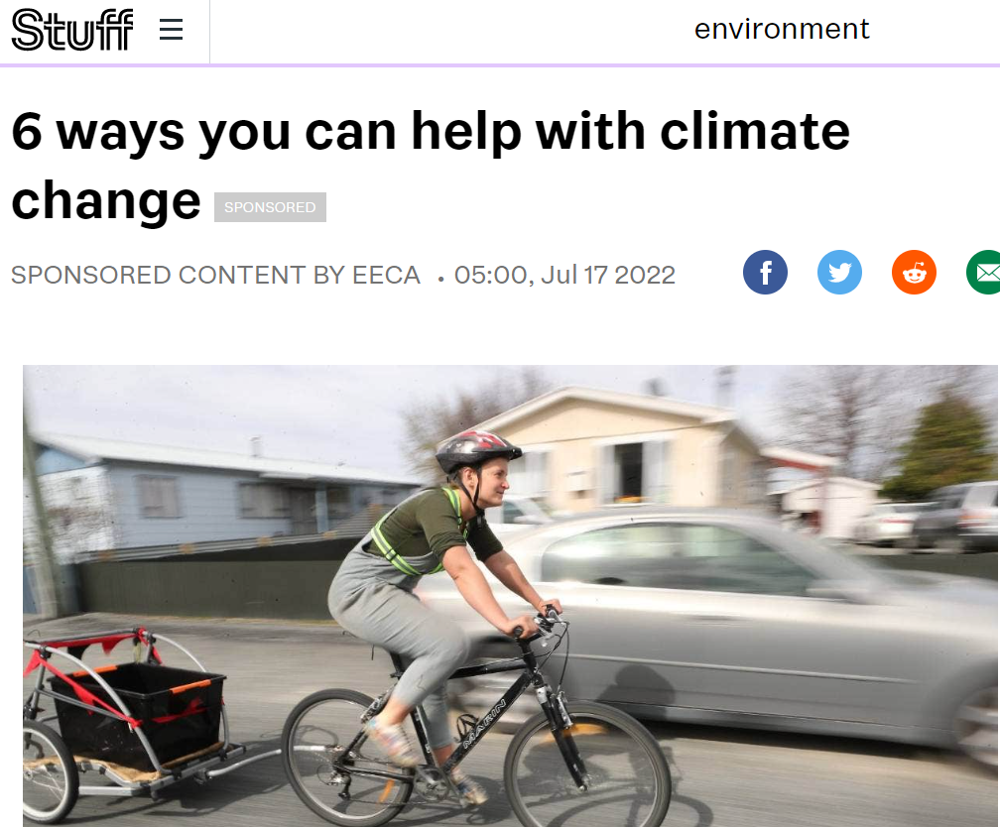 Stuff
environment
6 ways you can help with climate
change SPONSORED
SPONSORED CONTENT BY EECA • 05:00, Jul 17 2022
MARIN